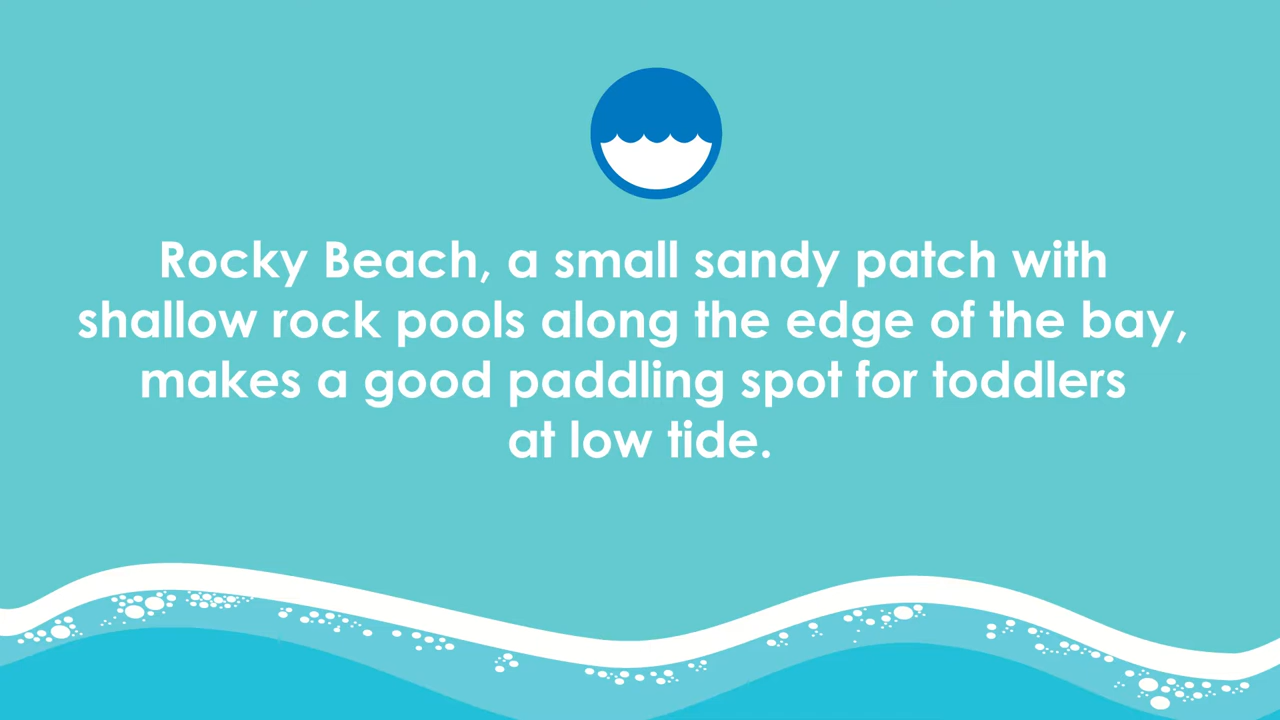 Rocky Beach, a small sandy patch with
shallow rock pools along the edge of the bay,
makes a good paddling spot for toddlers
at low tide.